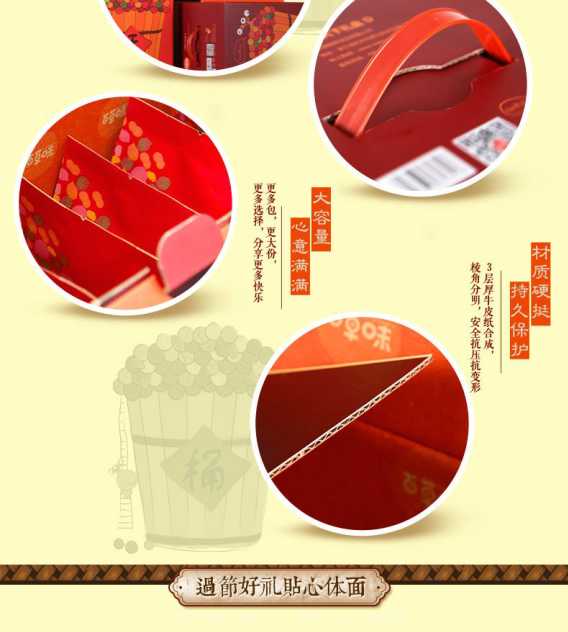 大容量
心意满满
更多包，更大份，
更多选择，分享更多快乐
材质硬挺
持久保护
3层厚牛皮纸合成，
棱角分明，安全抗压抗变形
桶
過節好礼貼心体面